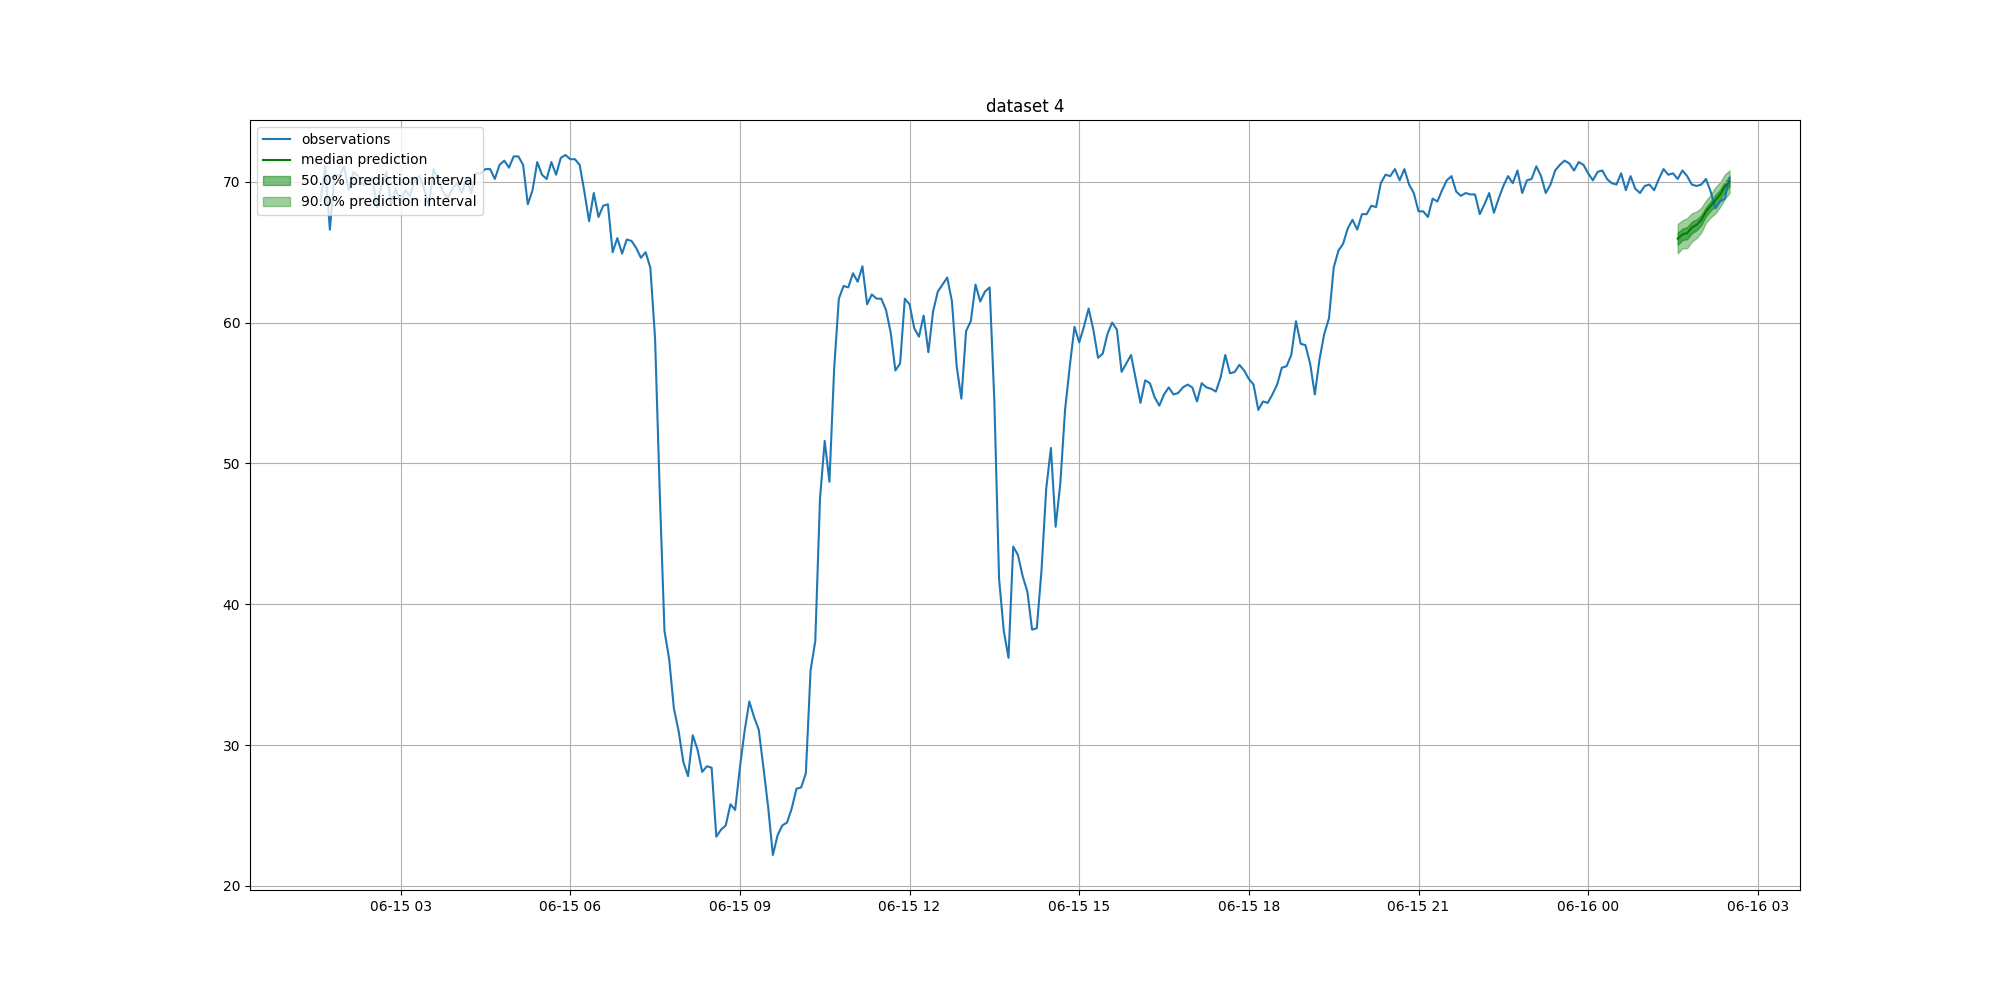 dataset 4
observations
median prediction
50.0% prediction interval
90.0% prediction interval
70
60
50
40
30
20
06-15 03 06-15 06 06-15 09 06-15 12 06-15 15 06-15 18 06-15 21 06-16 00 06-16 03